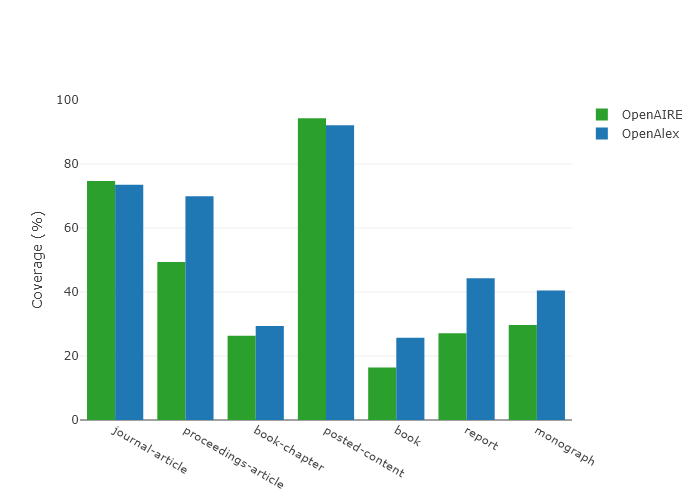 100
80
60
40
20
0
Coverage (%)
journal-article
proceedings-article
book-chapter
posted-content
book
report
monograph
OpenAIRE
OpenAlex